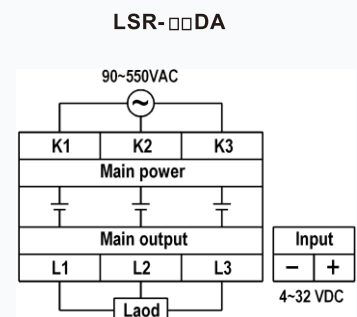 LSR-□□DA
90~550VAC
~
K1 K2 K3
Main power
Main output Input
L1 L2 L3 − +
4~32 VDC
Laod